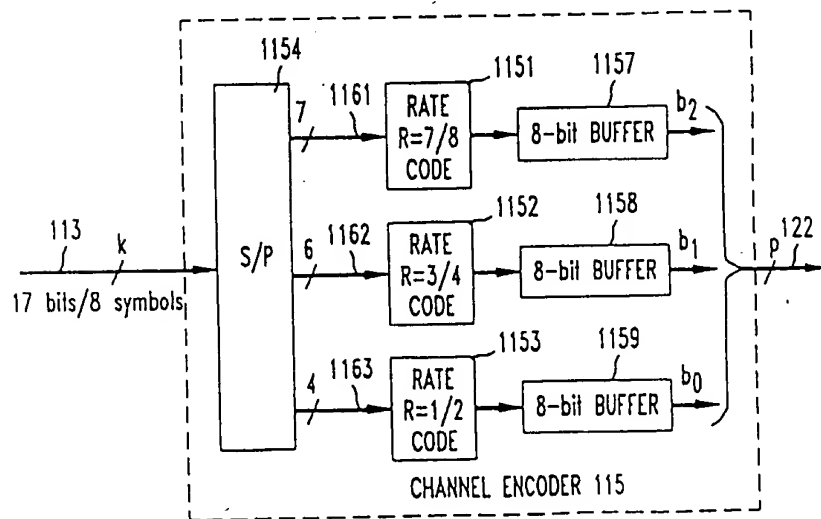 1154
1151
1157
7
1161
RATE
R=7/8
CODE
8-bit BUFFER
b2
113
k
17 bits/8 symbols
S/P
1152
1158
6
1162
RATE
R=3/4
CODE
8-bit BUFFER
b1
p
122
1153
1159
4
1163
RATE
R=1/2
CODE
8-bit BUFFER
b0
CHANNEL ENCODER 115